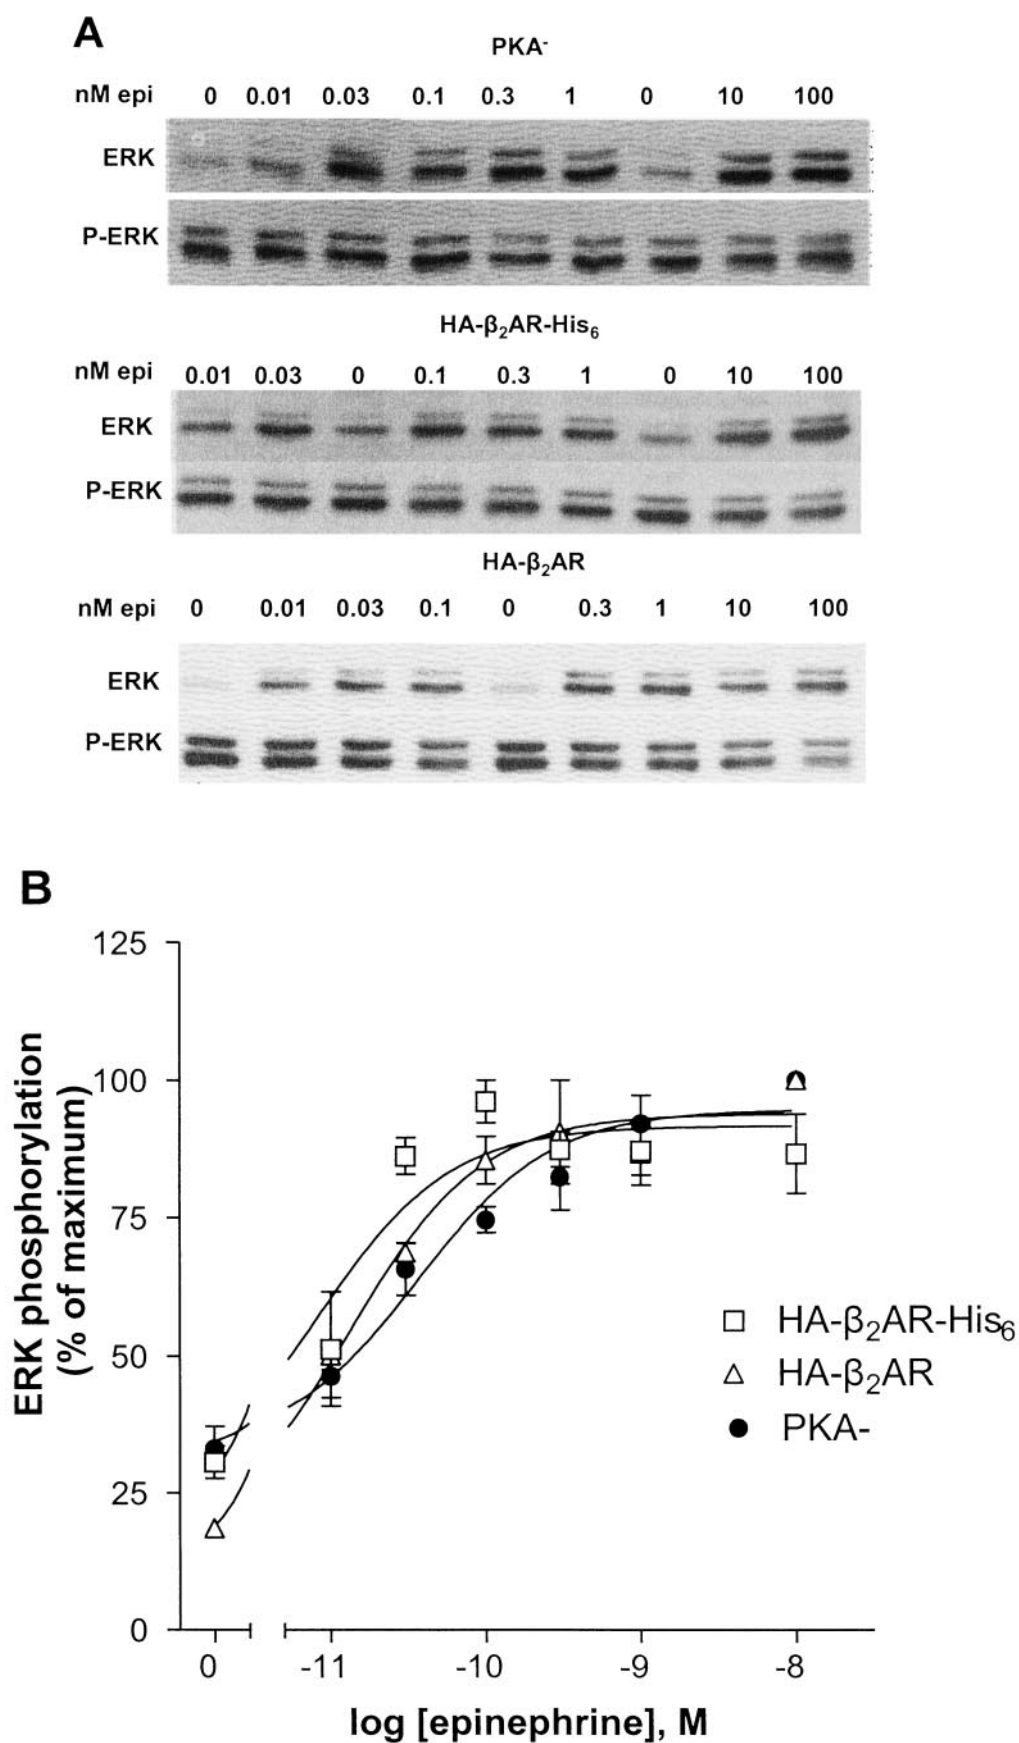 A
PKA-
nM epi 0 0.01 0.03 0.1 0.3 1 0 10 100
ERK
P-ERK
HA-β₂AR-His₆
nM epi 0.01 0.03 0 0.1 0.3 1 0 10 100
ERK
P-ERK
HA-β₂AR
nM epi 0 0.01 0.03 0.1 0 0.3 1 10 100
ERK
P-ERK
B
ERK phosphorylation
(% of maximum)
125
100
75
50
25
0
HA-β₂AR-His₆
HA-β₂AR
PKA-
0 -11 -10 -9 -8
log [epinephrine], M